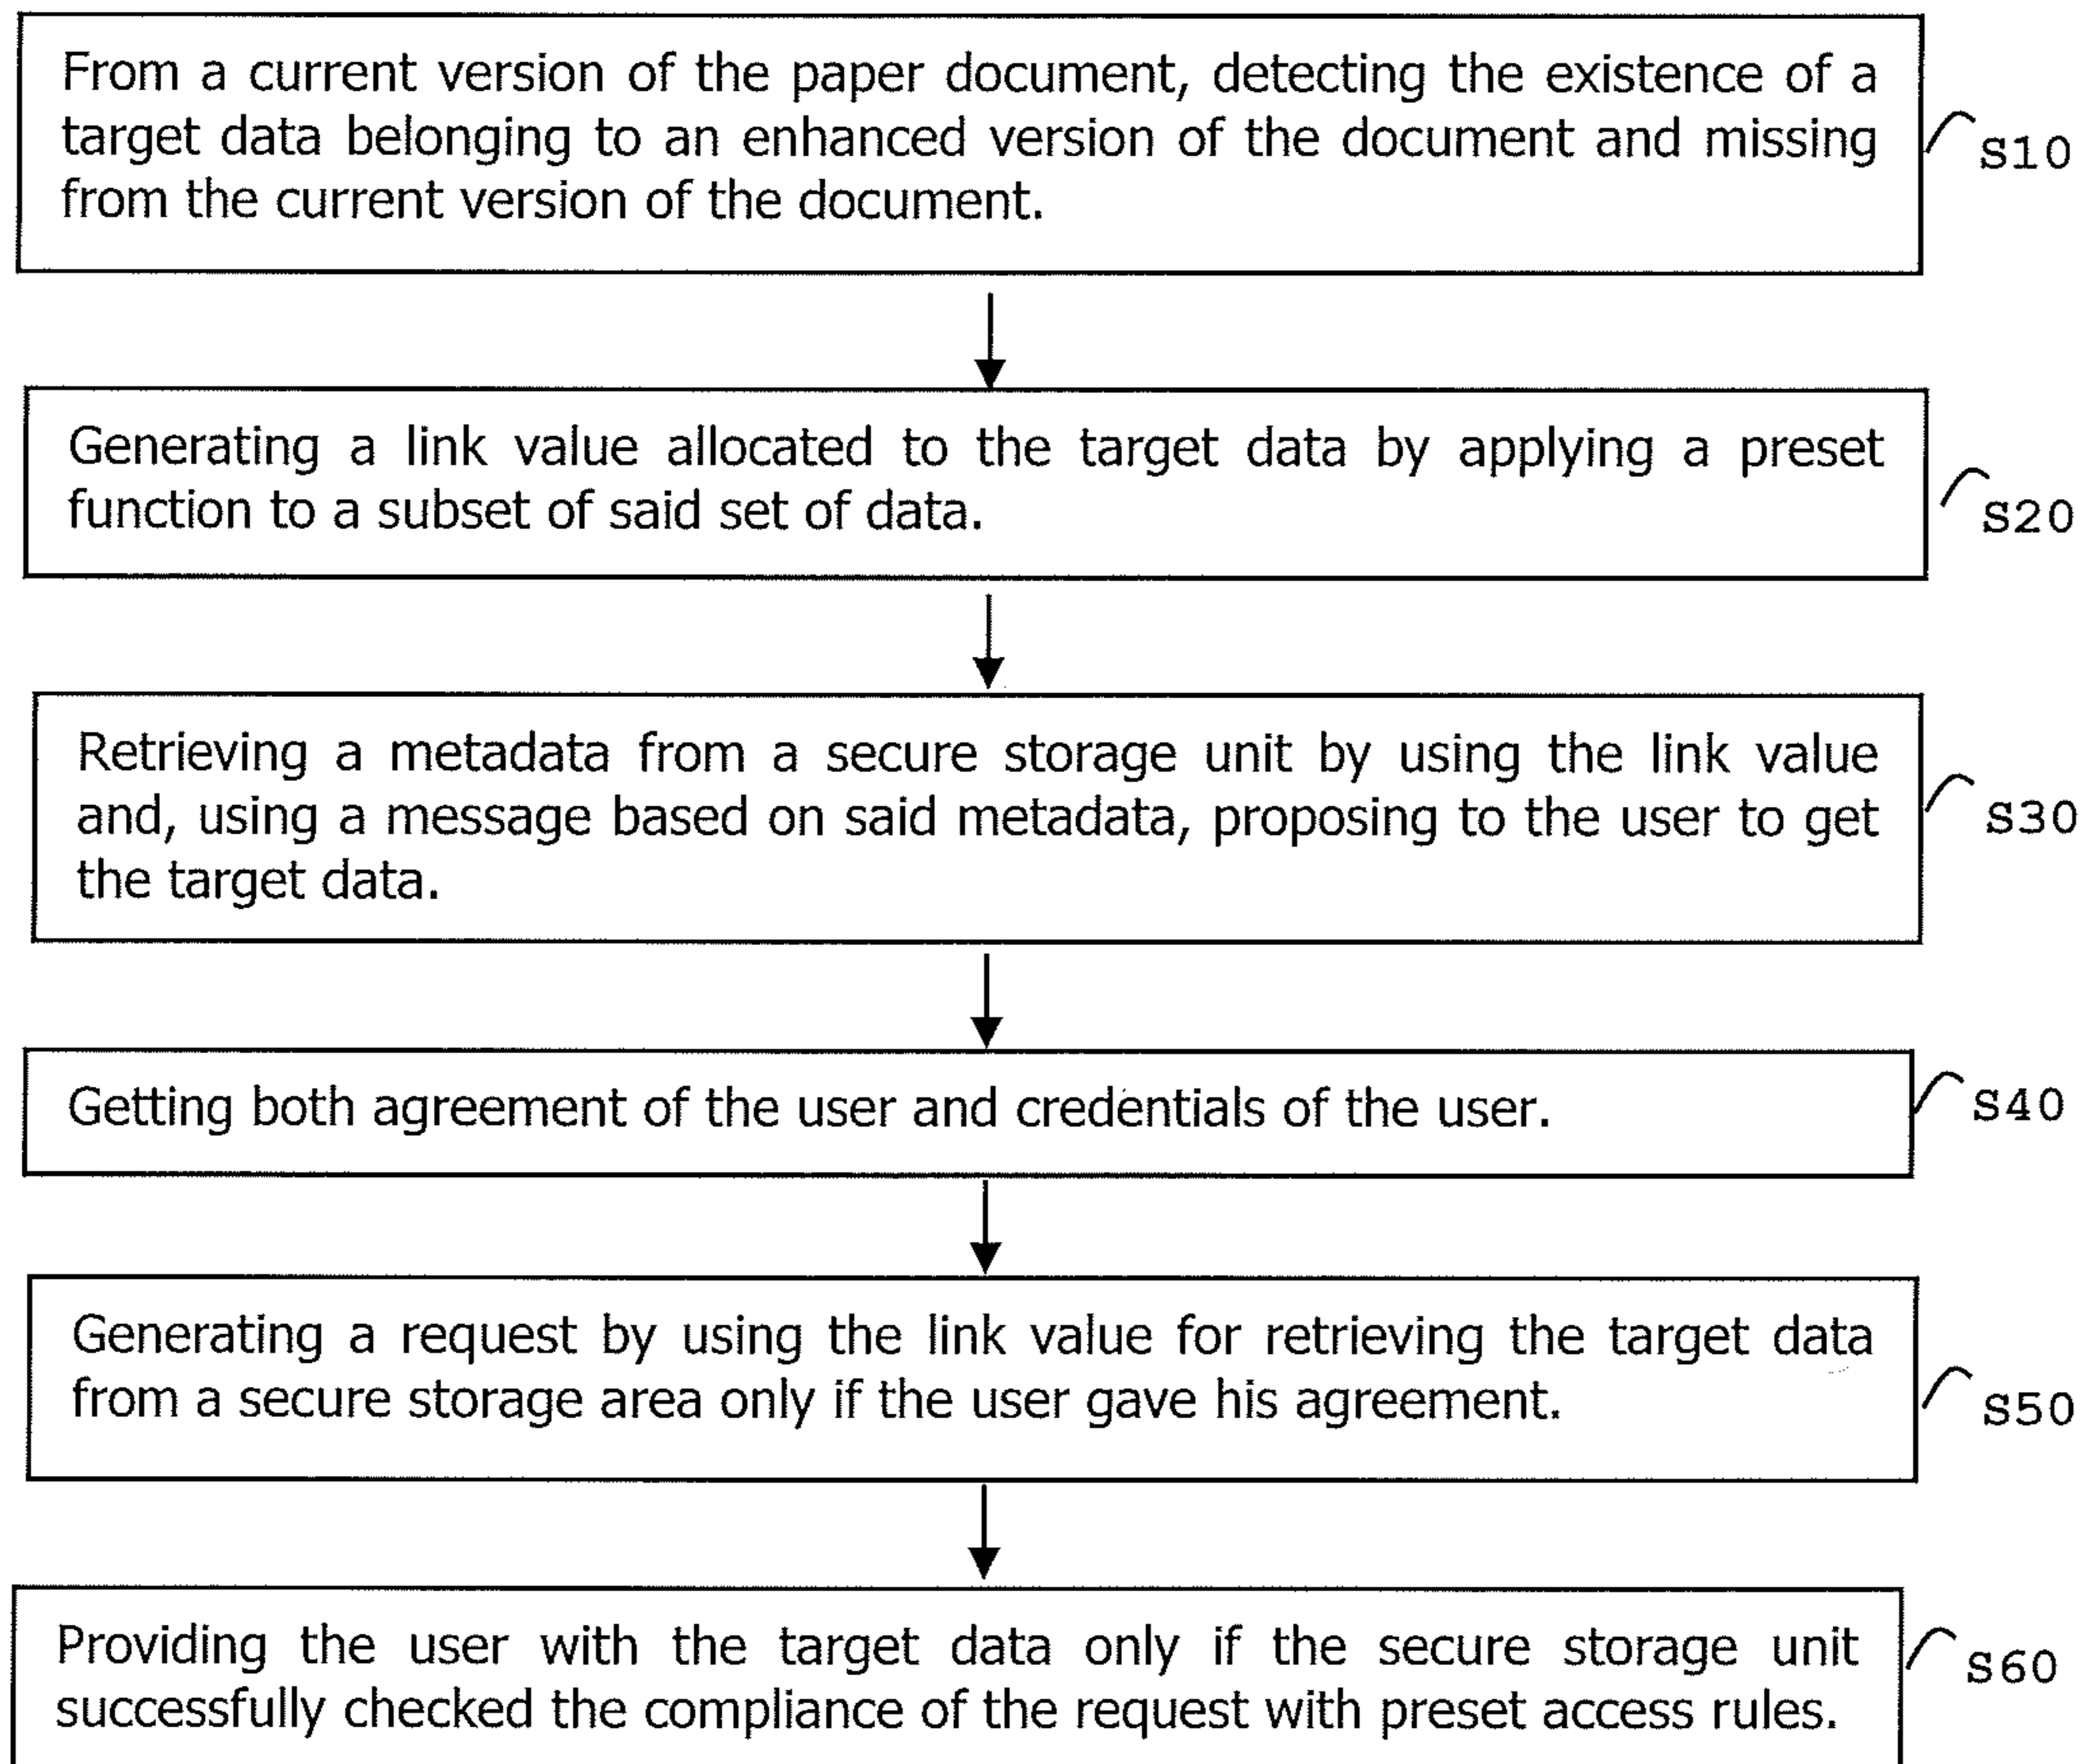 From a current version of the paper document, detecting the existence of a
target data belonging to an enhanced version of the document and missing
from the current version of the document.
S10
Generating a link value allocated to the target data by applying a preset
function to a subset of said set of data.
S20
Retrieving a metadata from a secure storage unit by using the link value
and, using a message based on said metadata, proposing to the user to get
the target data.
S30
Getting both agreement of the user and credentials of the user.
S40
Generating a request by using the link value for retrieving the target data
from a secure storage area only if the user gave his agreement.
S50
Providing the user with the target data only if the secure storage unit
successfully checked the compliance of the request with preset access rules.
S60